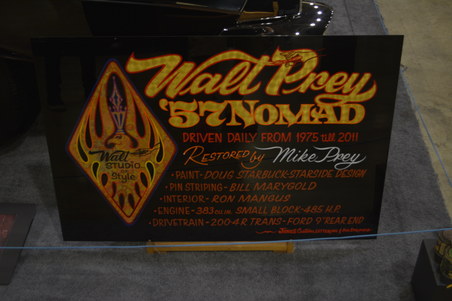 Walt Prey
'57 NOMAD
DRIVEN DAILY FROM 1975 till 2011
RESTORED by Mike Prey
Walt
STUDIO
Style
• PAINT • DOUG STARBUCK • STARSIDE DESIGN
• PIN STRIPING • BILL MARYGOLD
• INTERIOR • RON MANGUS
• ENGINE • 383 cu. in. SMALL BLOCK • 485 H.P.
• DRIVETRAIN • 200-4 R TRANS • FORD 9" REAR END